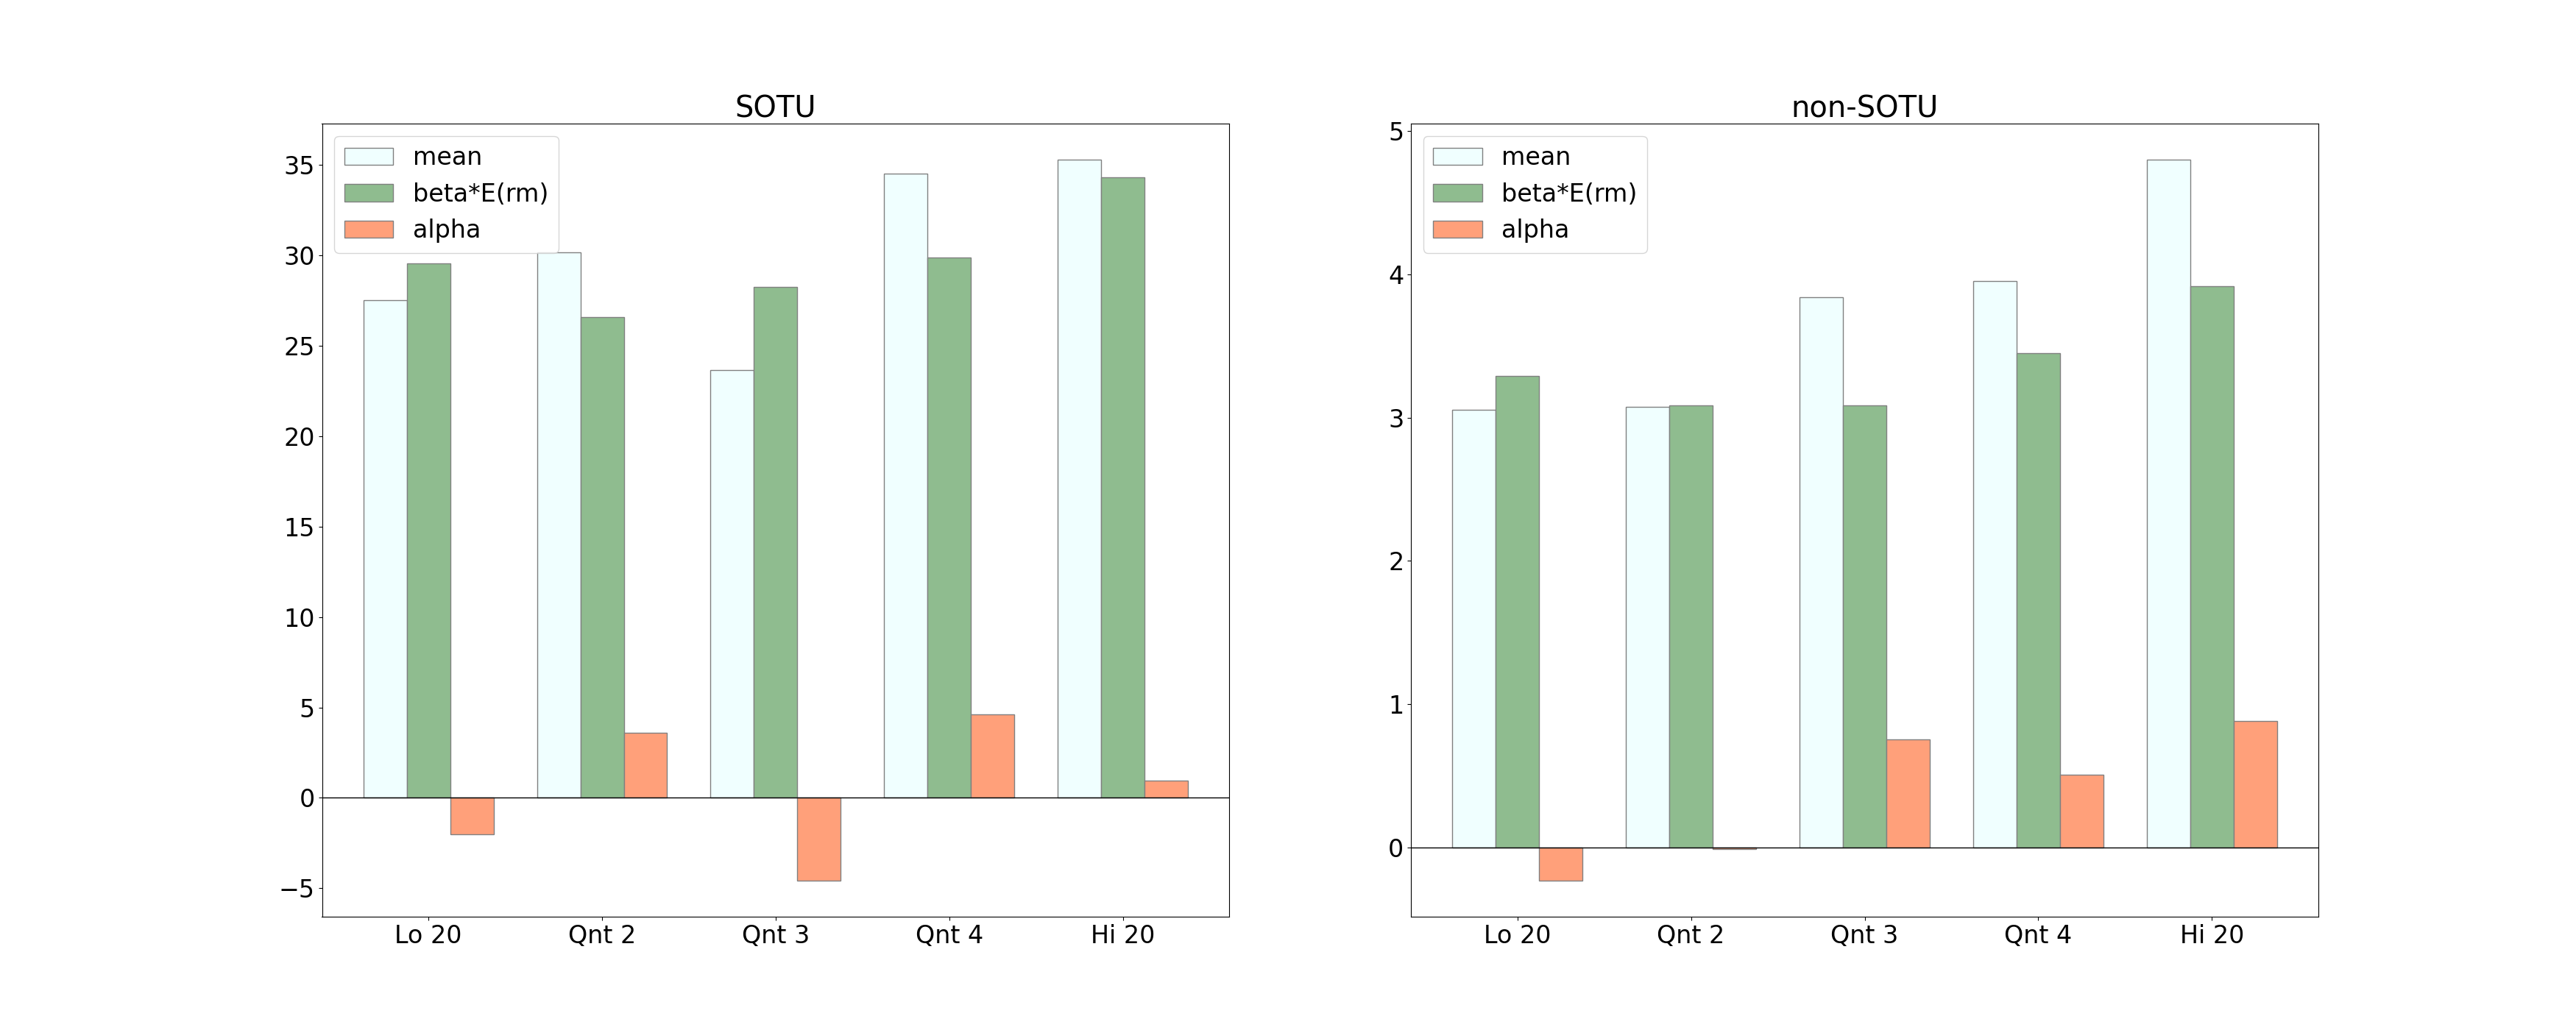 SOTU
mean
beta*E(rm)
alpha
35
30
25
20
15
10
5
0
−5
Lo 20 Qnt 2 Qnt 3 Qnt 4 Hi 20
non-SOTU
mean
beta*E(rm)
alpha
5
4
3
2
1
0
Lo 20 Qnt 2 Qnt 3 Qnt 4 Hi 20